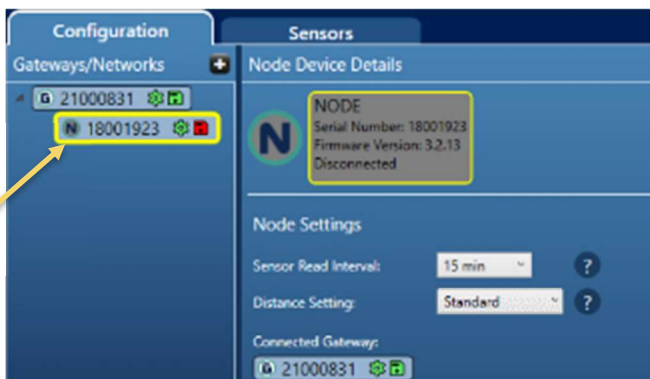 Configuration
Sensors
Gateways/Networks
Node Device Details
G 21000831
N 18001923
N
NODE
Serial Number: 18001923
Firmware Version: 3.2.13
Disconnected
Node Settings
Sensor Read Interval:
15 min
?
Distance Setting:
Standard
?
Connected Gateway:
G 21000831